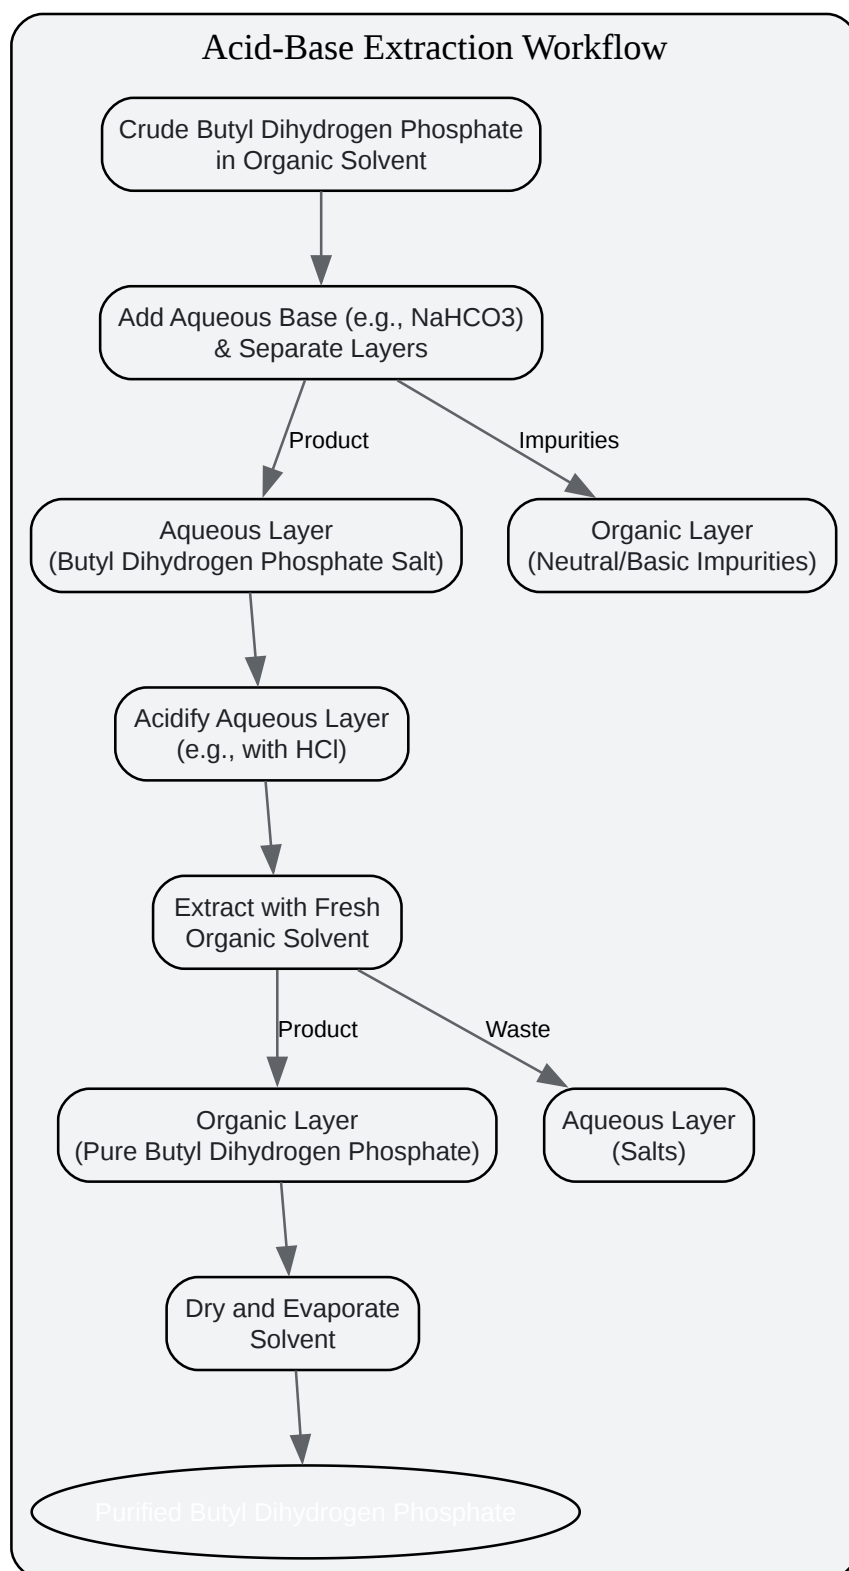 Acid-Base Extraction Workflow
Crude Butyl Dihydrogen Phosphate
in Organic Solvent
Add Aqueous Base (e.g., NaHCO3)
& Separate Layers
Product
Impurities
Aqueous Layer
(Butyl Dihydrogen Phosphate Salt)
Organic Layer
(Neutral/Basic Impurities)
Acidify Aqueous Layer
(e.g., with HCl)
Extract with Fresh
Organic Solvent
Product
Waste
Organic Layer
(Pure Butyl Dihydrogen Phosphate)
Aqueous Layer
(Salts)
Dry and Evaporate
Solvent
Purified Butyl Dihydrogen Phosphate